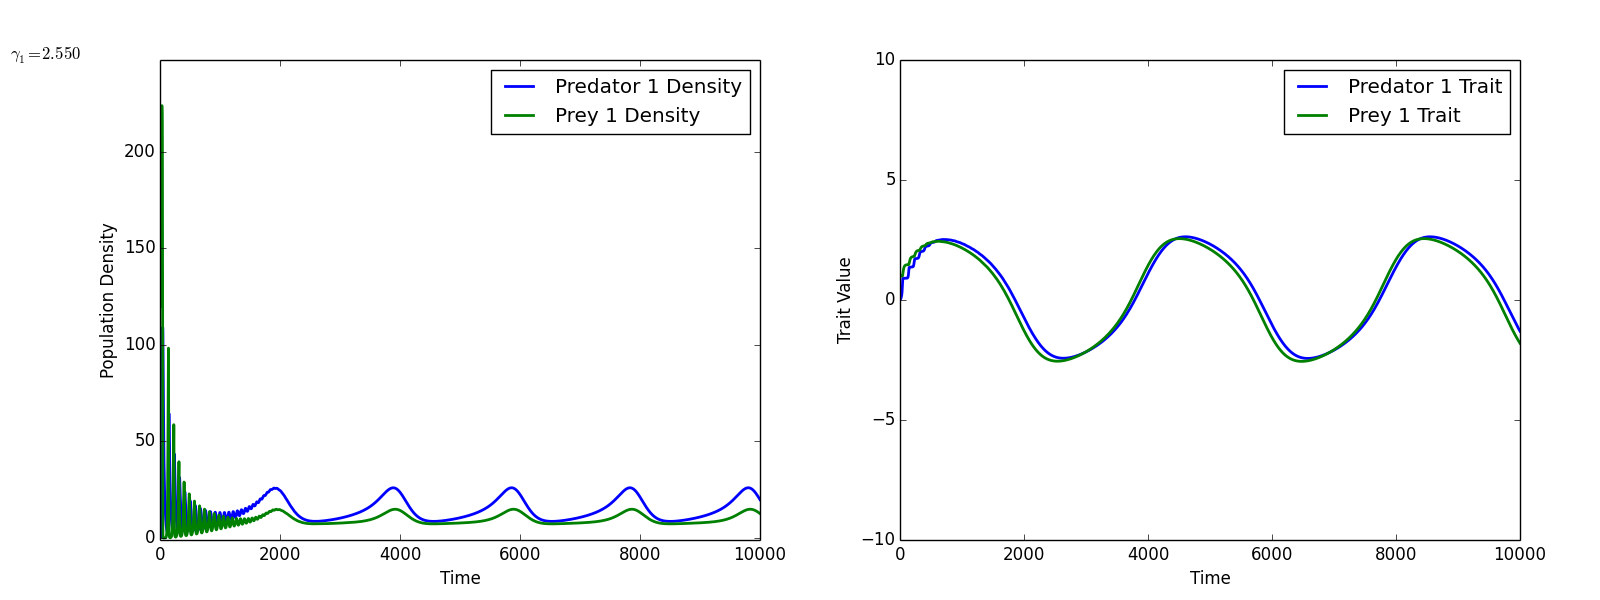 γ₁=2.550
Predator 1 Density
Prey 1 Density
200
150
100
50
0
Population Density
0 2000 4000 6000 8000 10000
Time
Predator 1 Trait
Prey 1 Trait
10
5
0
−5
−10
Trait Value
0 2000 4000 6000 8000 10000
Time